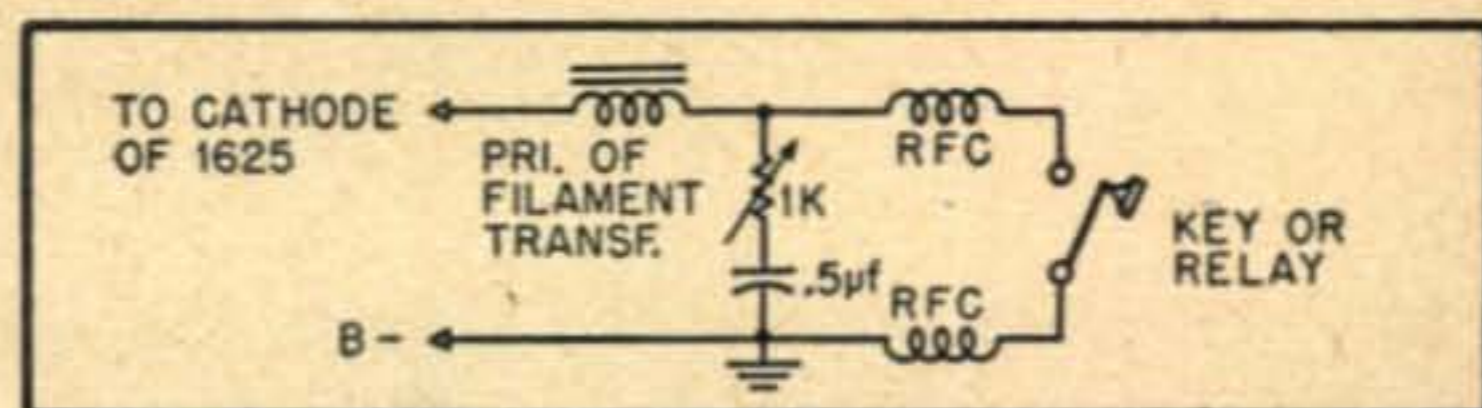 TO CATHODE
OF 1625
PRI. OF
FILAMENT
TRANSF.
1K
.5µf
RFC
RFC
KEY OR
RELAY
B-